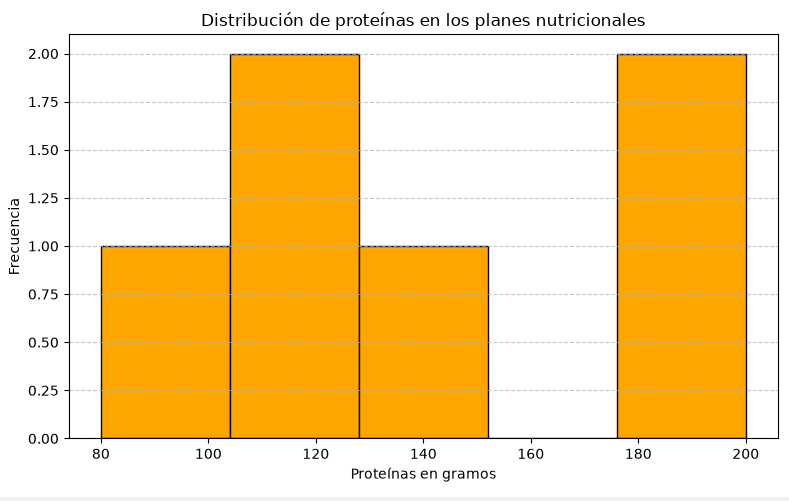 Distribución de proteínas en los planes nutricionales
2.00
1.75
1.50
1.25
1.00
0.75
0.50
0.25
0.00
Frecuencia
80 100 120 140 160 180 200
Proteínas en gramos